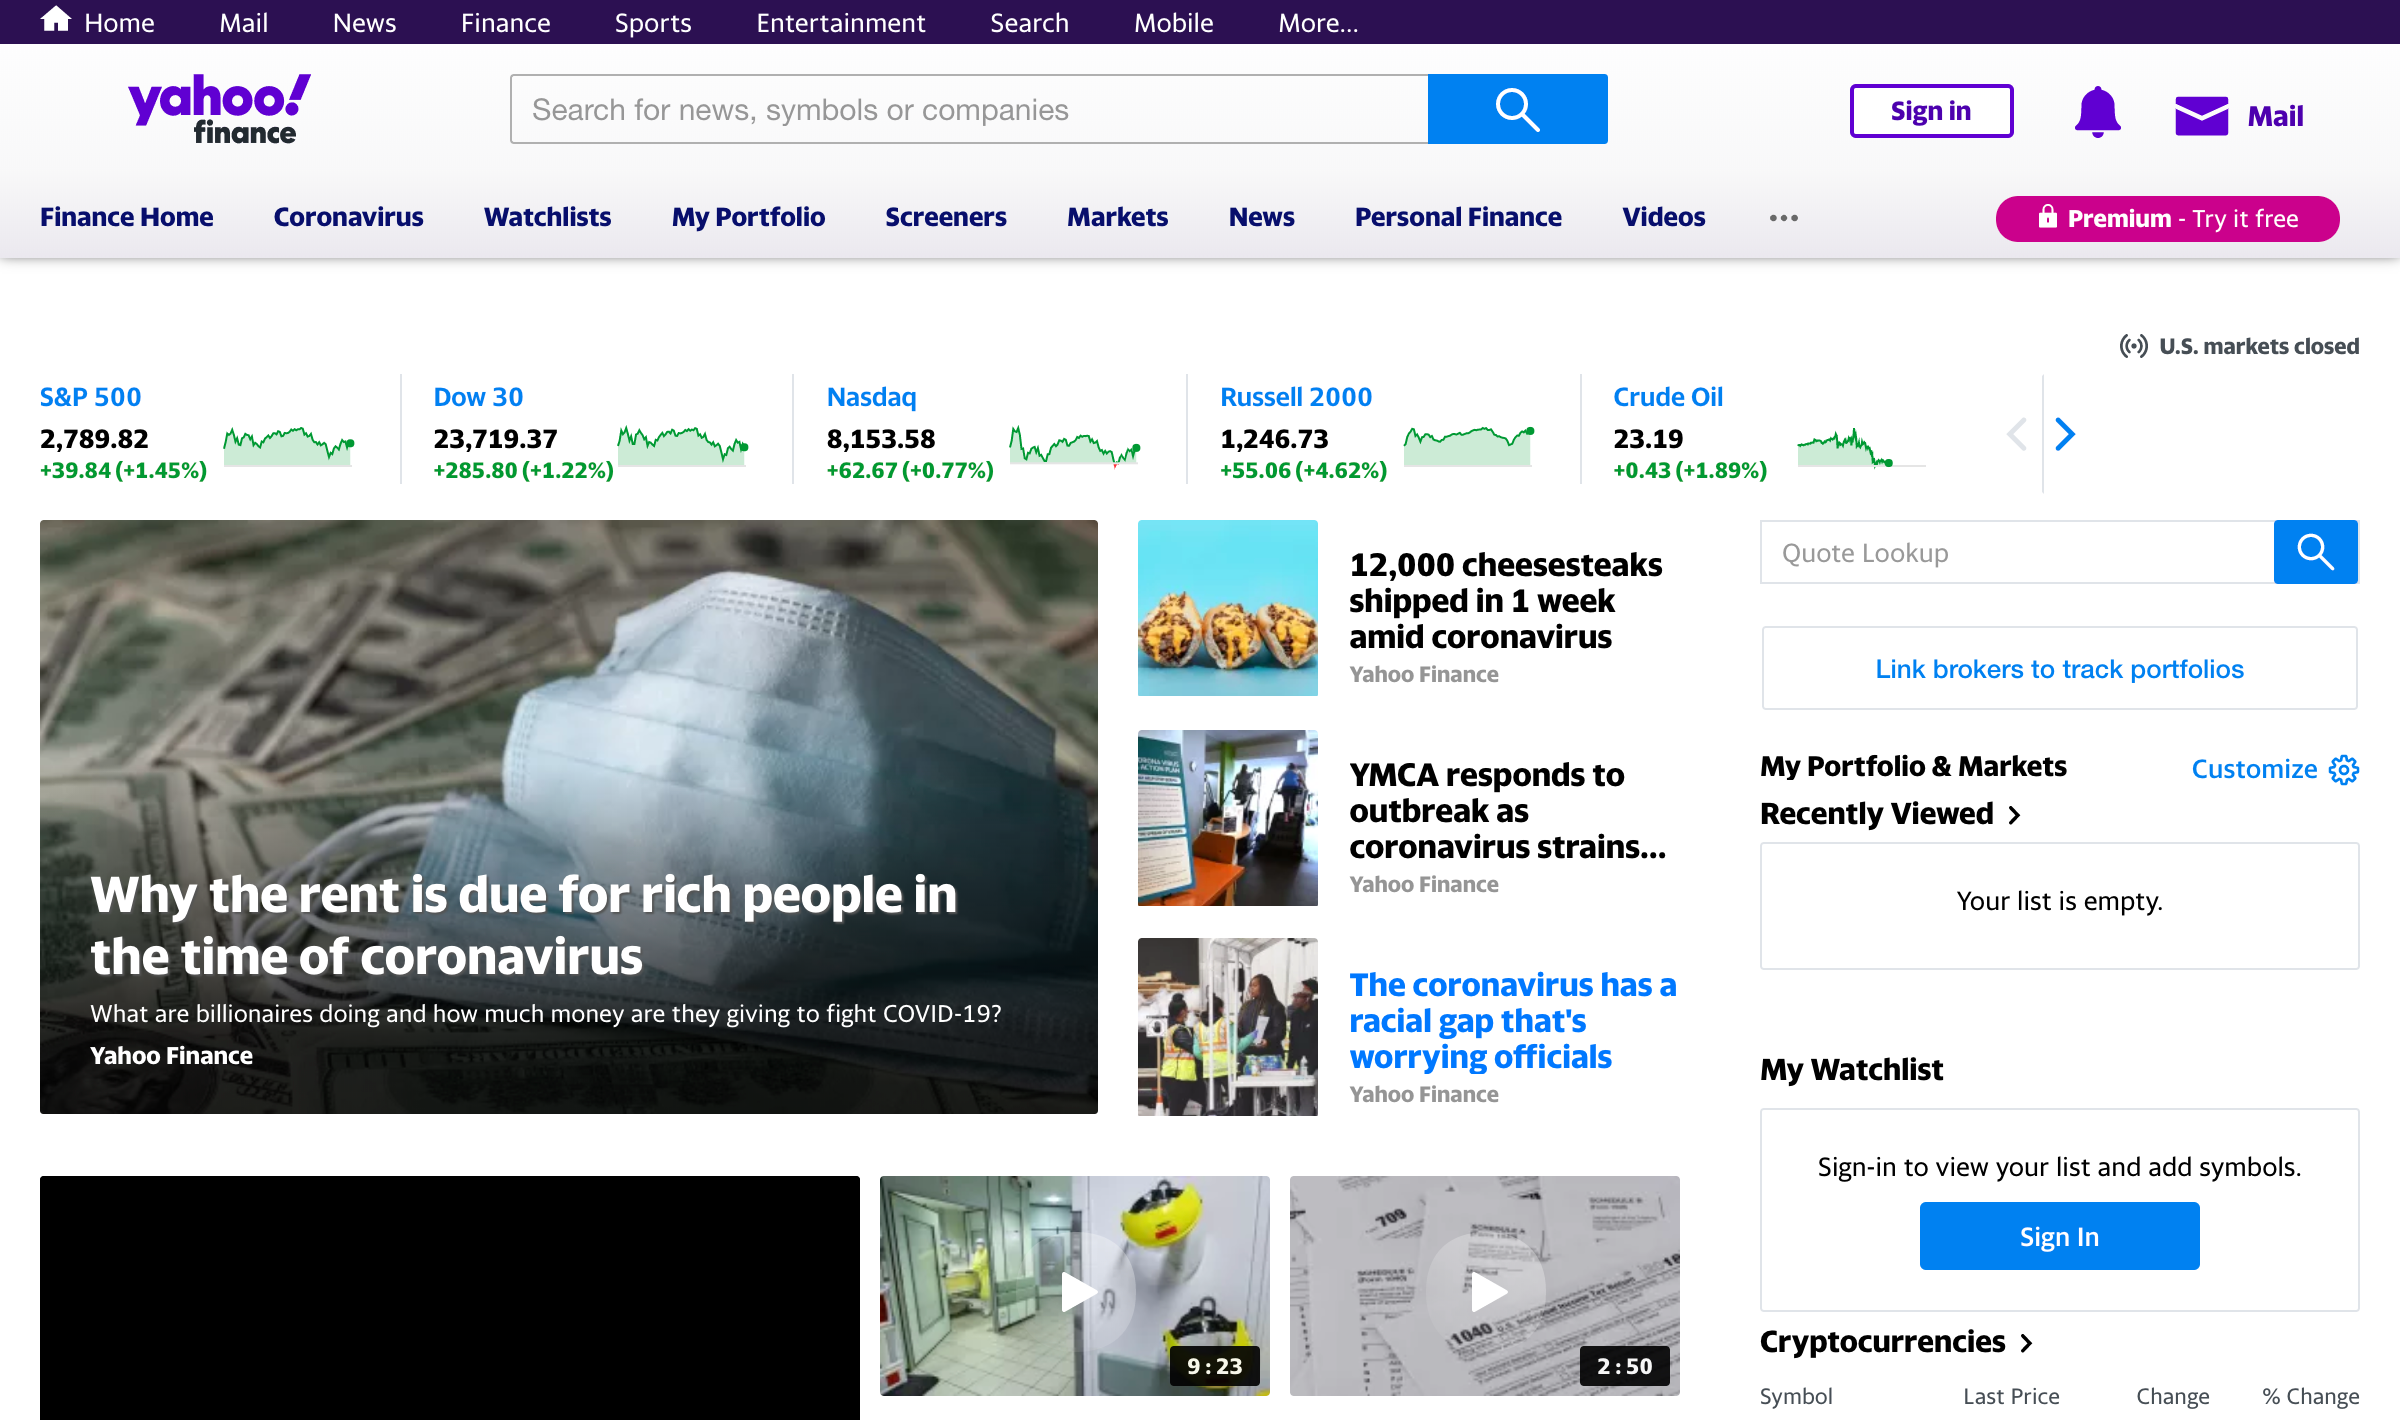 Home Mail News Finance Sports Entertainment Search Mobile More...
yahoo!
finance
Search for news, symbols or companies
Sign in
Mail
Finance Home Coronavirus Watchlists My Portfolio Screeners Markets News Personal Finance Videos
Premium - Try it free
U.S. markets closed
S&P 500
2,789.82
+39.84 (+1.45%)
Dow 30
23,719.37
+285.80 (+1.22%)
Nasdaq
8,153.58
+62.67 (+0.77%)
Russell 2000
1,246.73
+55.06 (+4.62%)
Crude Oil
23.19
+0.43 (+1.89%)
Why the rent is due for rich people in
the time of coronavirus
What are billionaires doing and how much money are they giving to fight COVID-19?
Yahoo Finance
12,000 cheesesteaks
shipped in 1 week
amid coronavirus
Yahoo Finance
YMCA responds to
outbreak as
coronavirus strains...
Yahoo Finance
The coronavirus has a
racial gap that's
worrying officials
Yahoo Finance
Quote Lookup
Link brokers to track portfolios
My Portfolio & Markets
Customize
Recently Viewed
Your list is empty.
My Watchlist
Sign-in to view your list and add symbols.
Sign In
Cryptocurrencies
Symbol Last Price Change % Change
9:23
709
1040
2:50